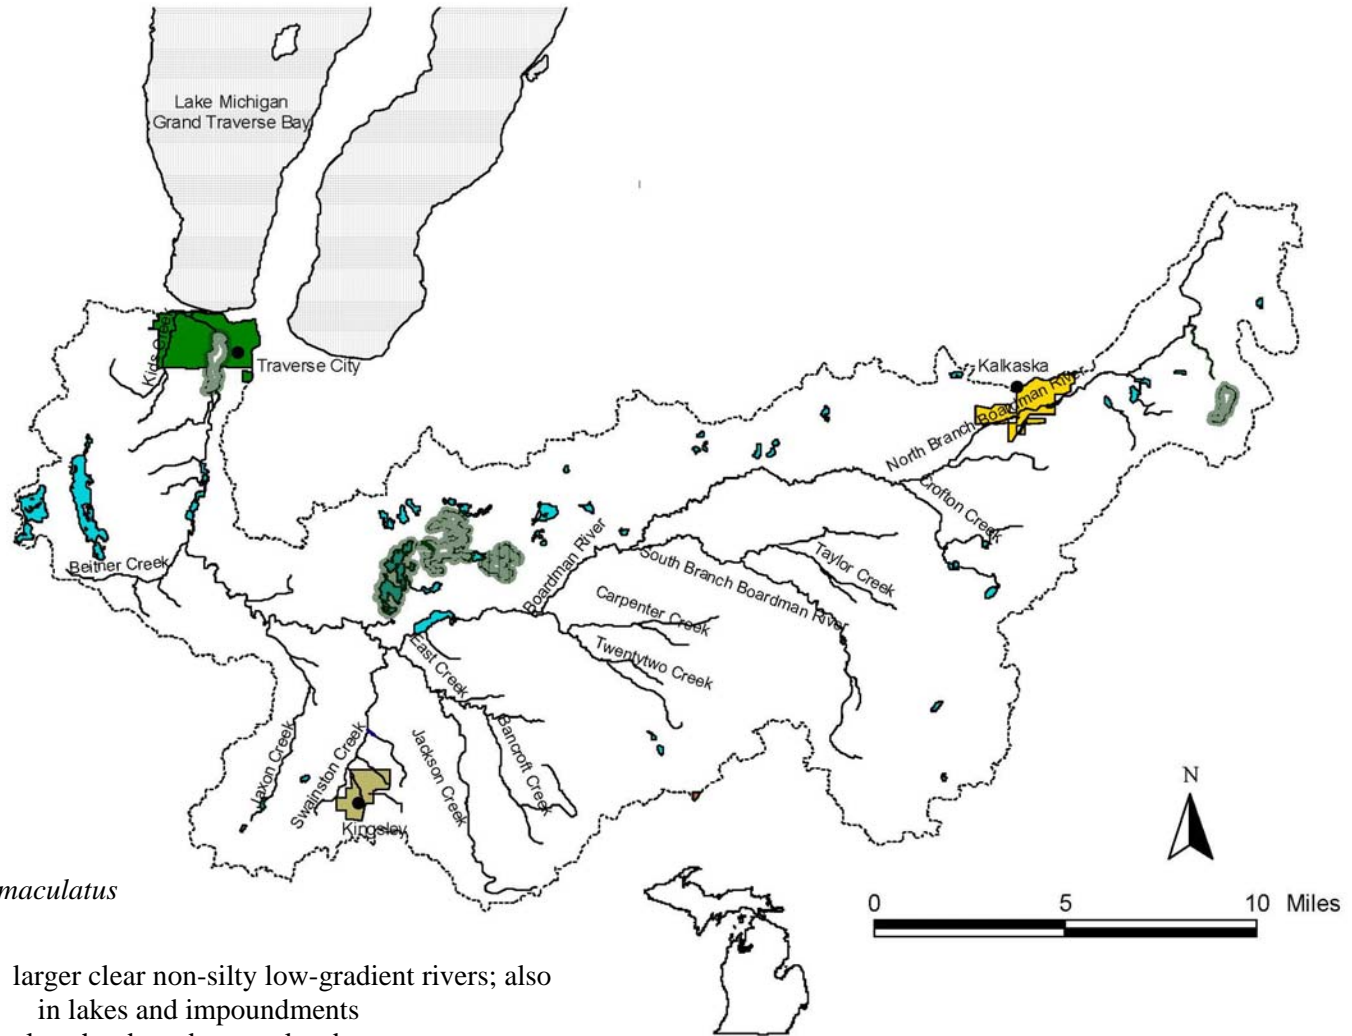 Lake Michigan
Grand Traverse Bay
Traverse City
Kalkaska
North Branch Boardman River
Crofton Creek
Taylor Creek
South Branch Boardman River
Boardman River
Carpenter Creek
Twentytwo Creek
Beitner Creek
East Creek
Bancroft Creek
Jackson Creek
Swainston Creek
Jaxon Creek
Kingsley
Kids
N
0 5 10 Miles
maculatus
larger clear non-silty low-gradient rivers; also
in lakes and impoundments